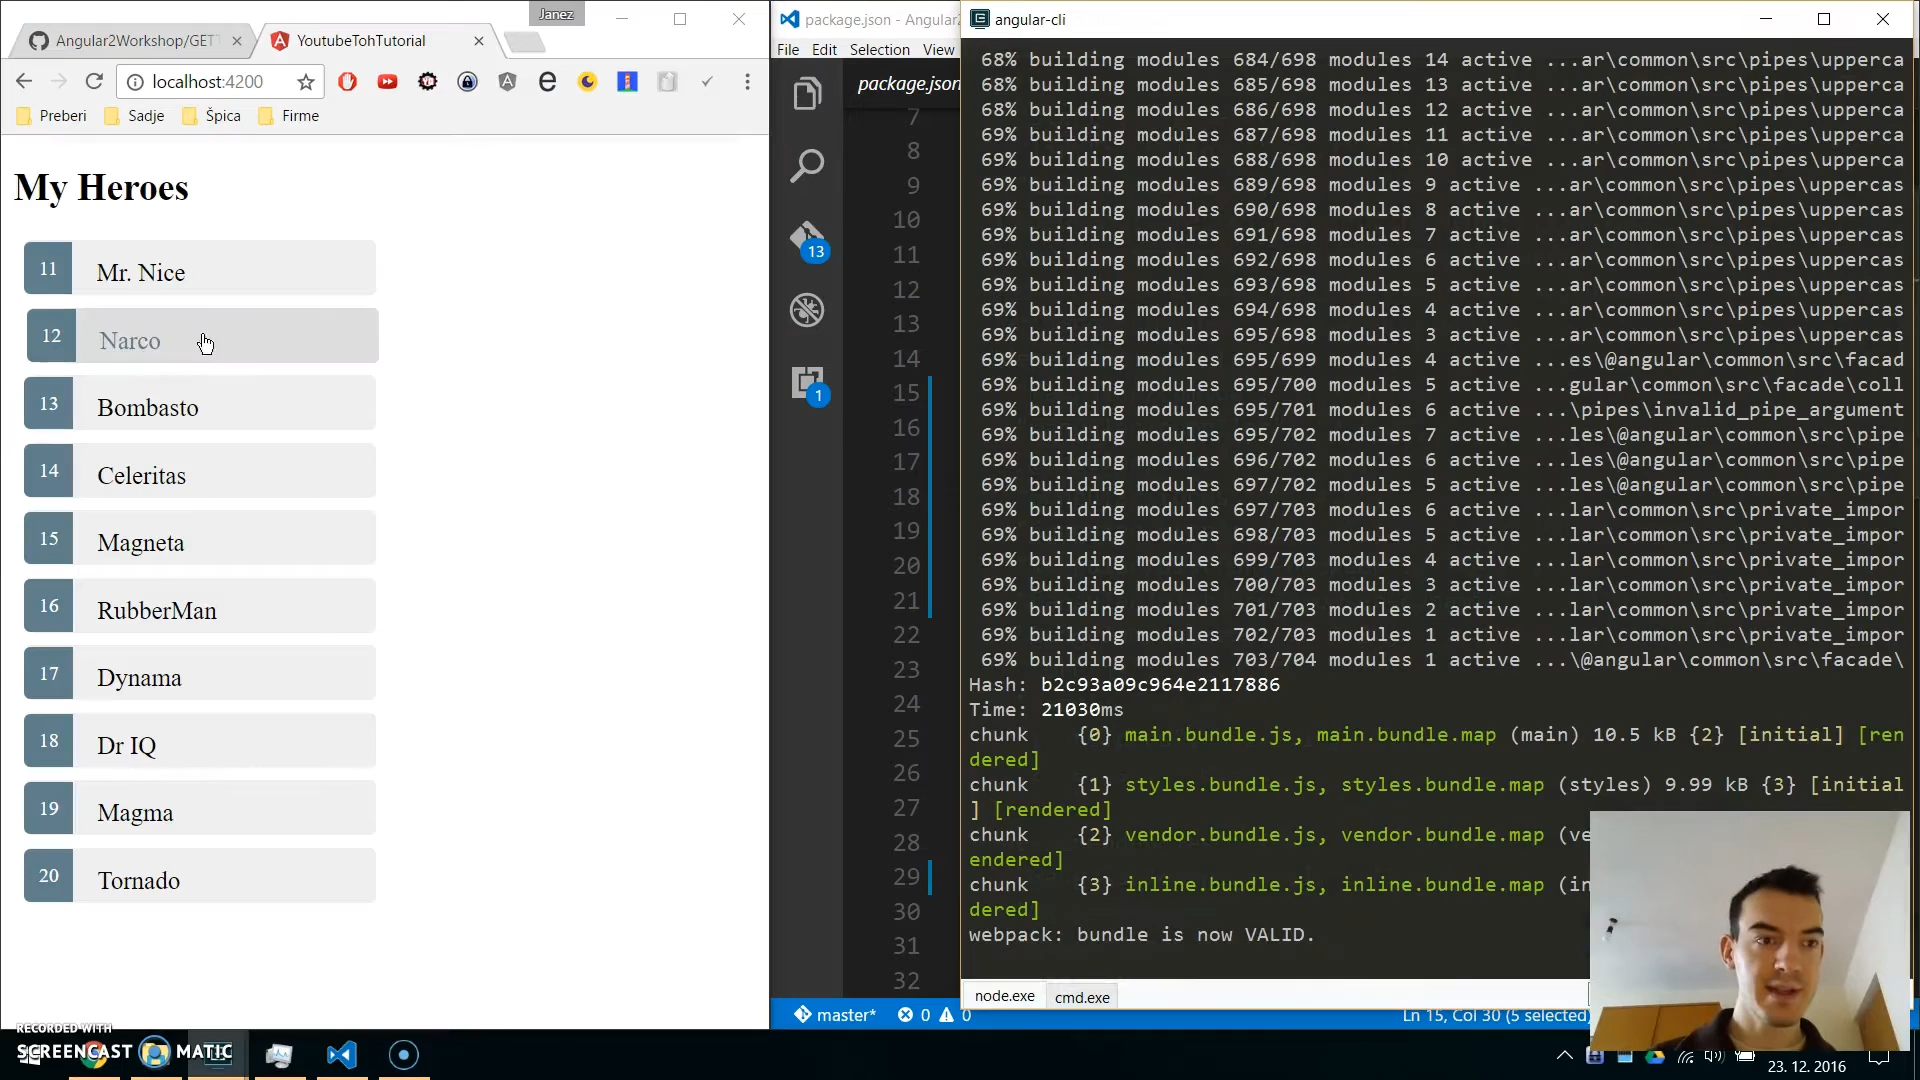 Janez
Angular2Workshop/GET
YoutubeTohTutorial
localhost:4200
Preberi
Sadje
Špica
Firme
My Heroes
11 Mr. Nice
12 Narco
13 Bombasto
14 Celeritas
15 Magneta
16 RubberMan
17 Dynama
18 Dr IQ
19 Magma
20 Tornado
package.json - Angular2
File Edit Selection View
package.json
13
1
7
8
9
10
11
12
13
14
15
16
17
18
19
20
21
22
23
24
25
26
27
28
29
30
31
32
master* 0 0
Ln 15, Col 30 (5 selected)
angular-cli
68% building modules 684/698 modules 14 active ...ar\common\src\pipes\upperca
68% building modules 685/698 modules 13 active ...ar\common\src\pipes\upperca
68% building modules 686/698 modules 12 active ...ar\common\src\pipes\upperca
69% building modules 687/698 modules 11 active ...ar\common\src\pipes\upperca
69% building modules 688/698 modules 10 active ...ar\common\src\pipes\upperca
69% building modules 689/698 modules 9 active ...ar\common\src\pipes\uppercas
69% building modules 690/698 modules 8 active ...ar\common\src\pipes\uppercas
69% building modules 691/698 modules 7 active ...ar\common\src\pipes\uppercas
69% building modules 692/698 modules 6 active ...ar\common\src\pipes\uppercas
69% building modules 693/698 modules 5 active ...ar\common\src\pipes\uppercas
69% building modules 694/698 modules 4 active ...ar\common\src\pipes\uppercas
69% building modules 695/698 modules 3 active ...ar\common\src\pipes\uppercas
69% building modules 695/699 modules 4 active ...es\@angular\common\src\facad
69% building modules 695/700 modules 5 active ...gular\common\src\facade\coll
69% building modules 695/701 modules 6 active ...\pipes\invalid_pipe_argument
69% building modules 695/702 modules 7 active ...les\@angular\common\src\pipe
69% building modules 696/702 modules 6 active ...les\@angular\common\src\pipe
69% building modules 697/702 modules 5 active ...les\@angular\common\src\pipe
69% building modules 697/703 modules 6 active ...lar\common\src\private_impor
69% building modules 698/703 modules 5 active ...lar\common\src\private_impor
69% building modules 699/703 modules 4 active ...lar\common\src\private_impor
69% building modules 700/703 modules 3 active ...lar\common\src\private_impor
69% building modules 701/703 modules 2 active ...lar\common\src\private_impor
69% building modules 702/703 modules 1 active ...lar\common\src\private_impor
69% building modules 703/704 modules 1 active ...\@angular\common\src\facade\
Hash: b2c93a09c964e2117886
Time: 21030ms
chunk {0} main.bundle.js, main.bundle.map (main) 10.5 kB {2} [initial] [ren
dered]
chunk {1} styles.bundle.js, styles.bundle.map (styles) 9.99 kB {3} [initial
] [rendered]
chunk {2} vendor.bundle.js, vendor.bundle.map (ve
endered]
chunk {3} inline.bundle.js, inline.bundle.map (in
dered]
webpack: bundle is now VALID.
node.exe
cmd.exe
RECORDED WITH
SCREENCAST MATIC
23. 12. 2016